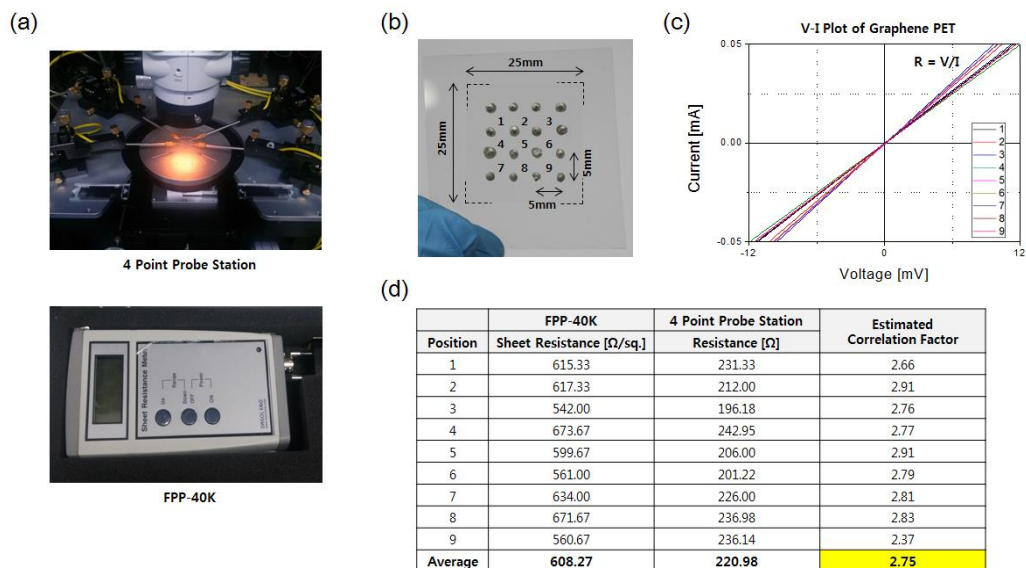 (a)
4 Point Probe Station
Sheet Resistance Meter
Range
Power
Up
Down
OFF
ON
FPP-40K
(b)
25mm
25mm
1 2 3
4 5 6
7 8 9
5mm
5mm
(c)
V-I Plot of Graphene PET
R = V/I
Current [mA]
0.05
0.00
-0.05
-12 0 12
Voltage [mV]
1
2
3
4
5
6
7
8
9
(d)
FPP-40K 4 Point Probe Station Estimated Correlation Factor
Position Sheet Resistance [Ω/sq.] Resistance [Ω]
1 615.33 231.33 2.66
2 617.33 212.00 2.91
3 542.00 196.18 2.76
4 673.67 242.95 2.77
5 599.67 206.00 2.91
6 561.00 201.22 2.79
7 634.00 226.00 2.81
8 671.67 236.98 2.83
9 560.67 236.14 2.37
Average 608.27 220.98 2.75